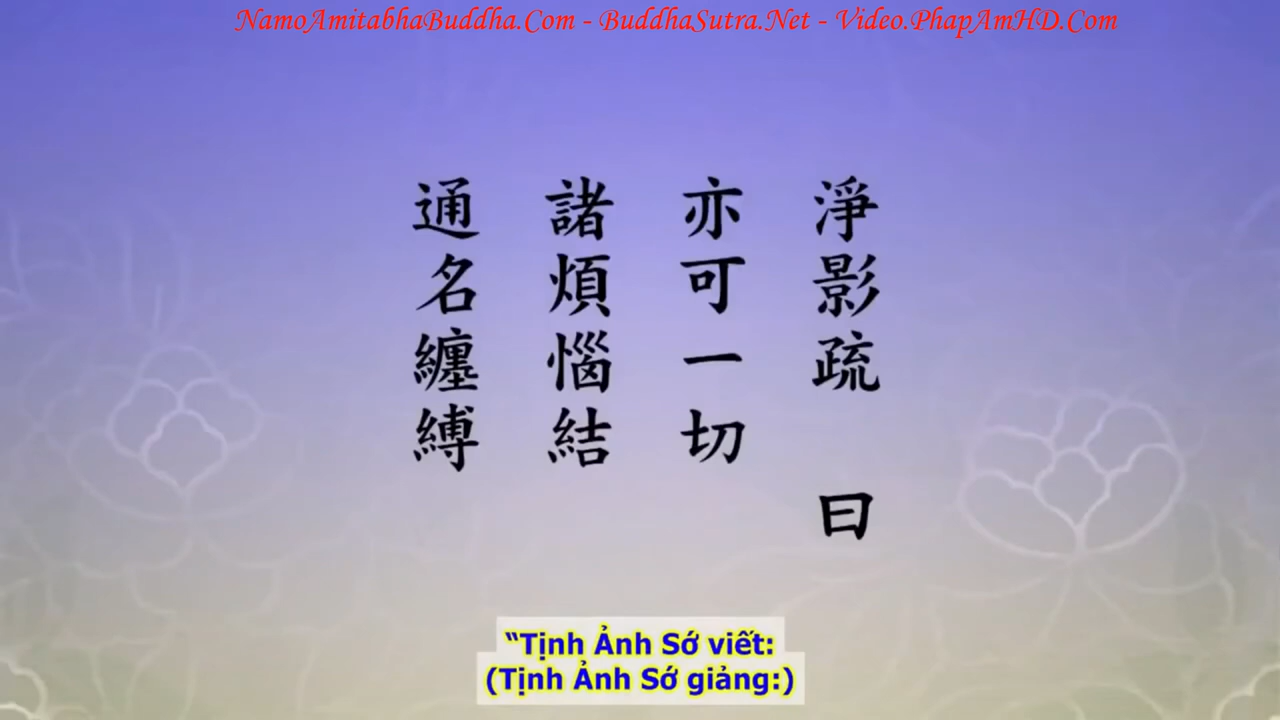 NamoAmitabhaBuddha.Com - BuddhaSutra.Net - Video.PhapAmHD.Com
淨影疏 曰
亦可一切
諸煩惱結
通名纏縛
“Tịnh Ảnh Sớ viết:
(Tịnh Ảnh Sớ giảng:)